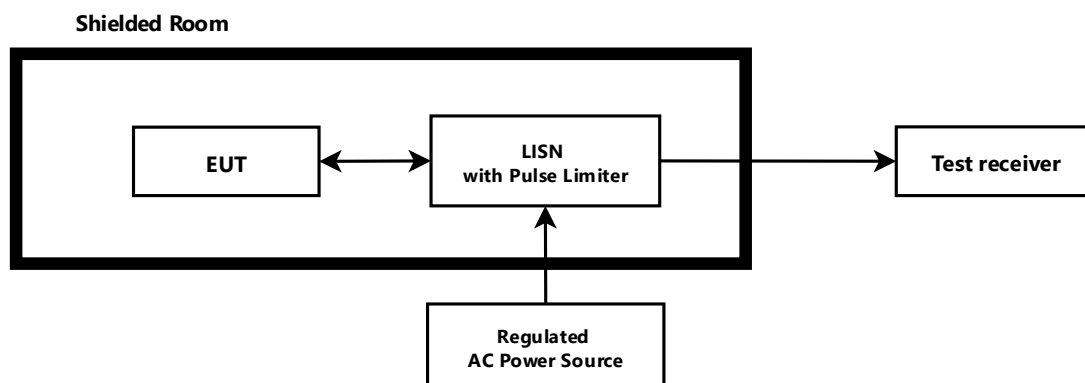 Shielded Room
EUT
LISN
with Pulse Limiter
Test receiver
Regulated
AC Power Source